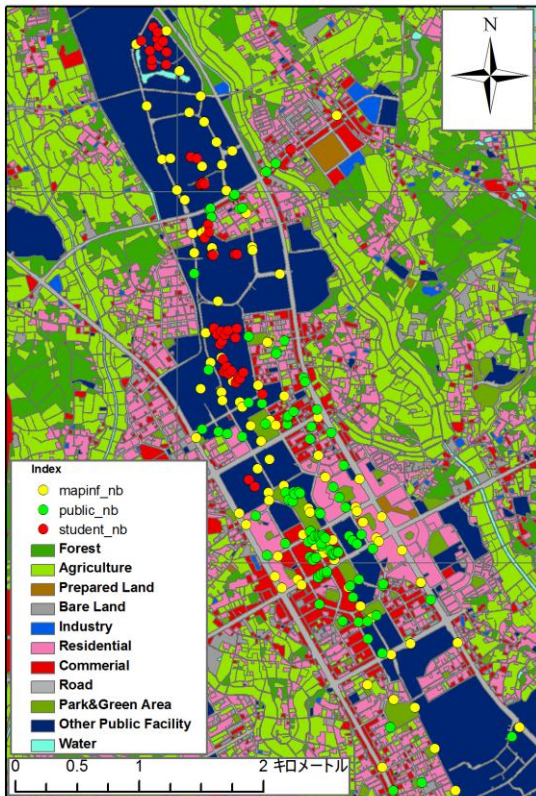 N
Index
mapinf_nb
public_nb
student_nb
Forest
Agriculture
Prepared Land
Bare Land
Industry
Residential
Commerial
Road
Park&Green Area
Other Public Facility
Water
0 0.5 1 2 キロメートル